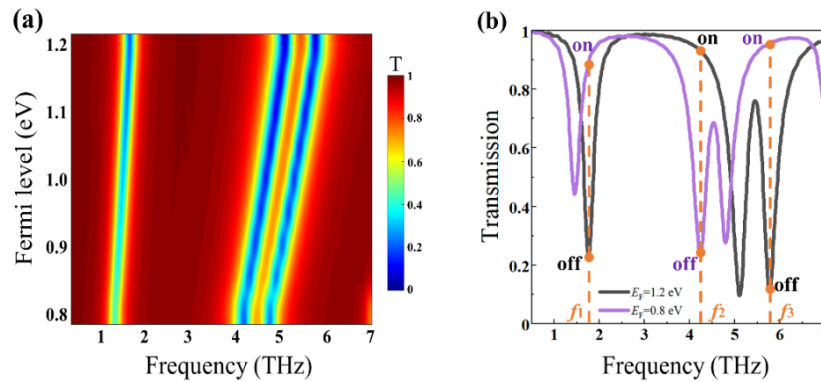 (a)
Fermi level (eV)
1.2
1.1
1.0
0.9
0.8
1 2 3 4 5 6 7
Frequency (THz)
T
1
0.8
0.6
0.4
0.2
0
(b)
Transmission
1
0.8
0.6
0.4
0.2
0
on on on
off off off
E_F=1.2 eV
E_F=0.8 eV
f1 f2 f3
1 2 3 4 5 6
Frequency (THz)